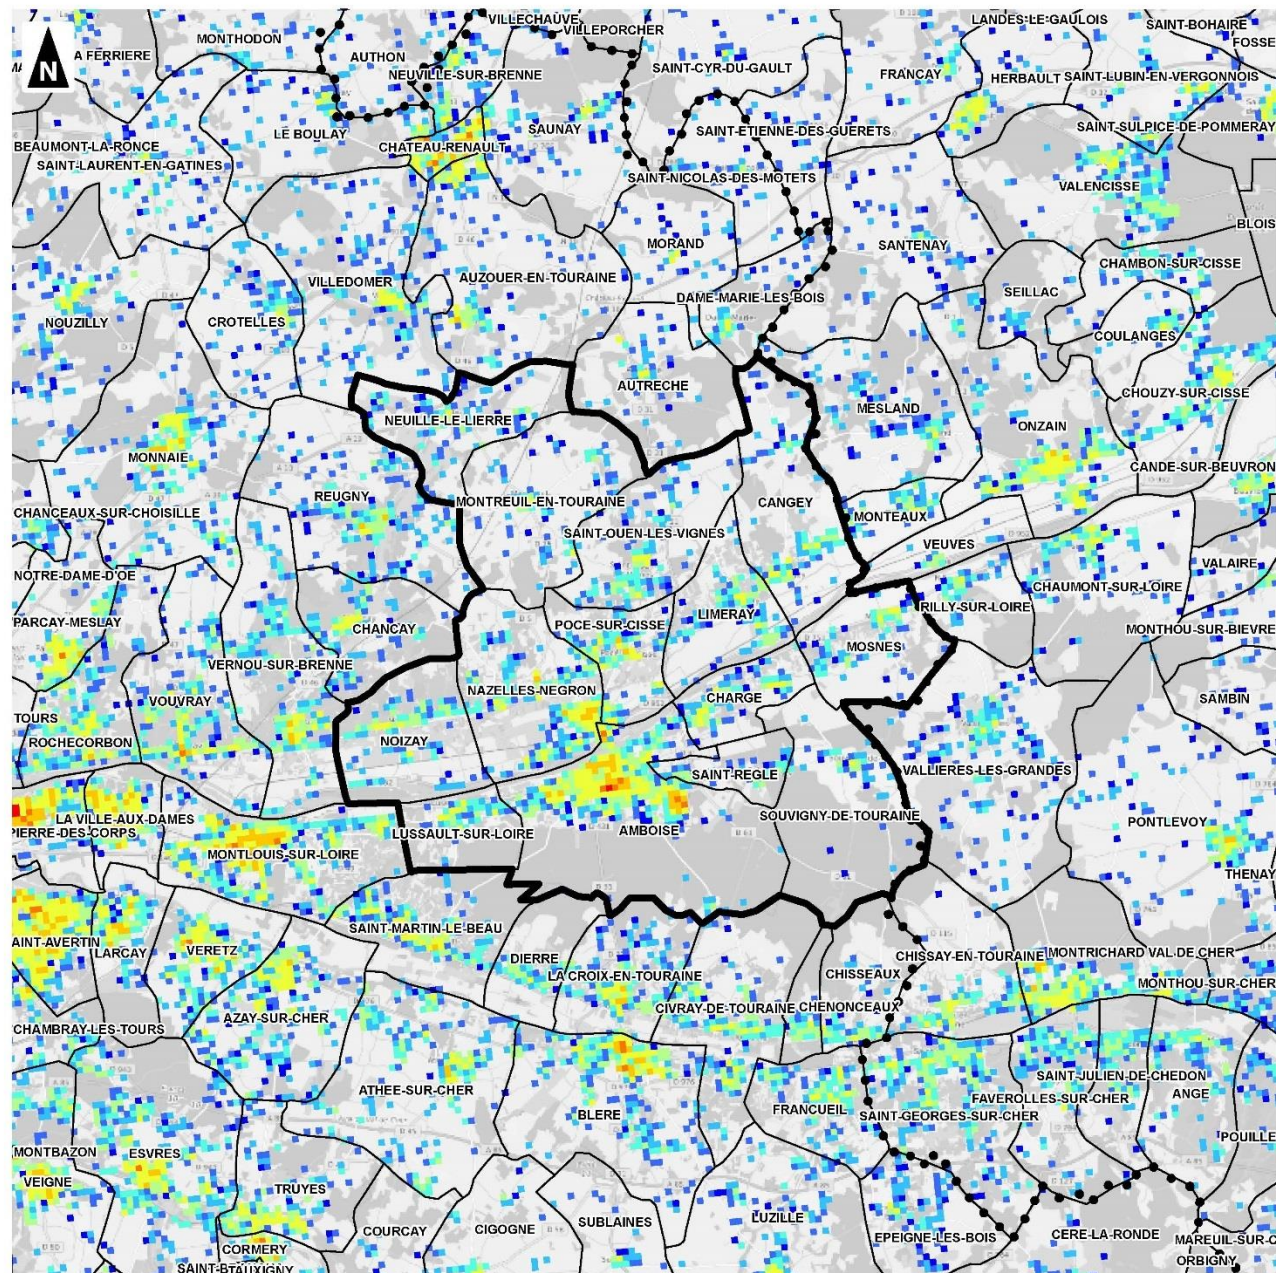 VILLECHAUVE
LANDES-LE-GAULOIS
VILLEPORCHER
SAINT-BOHAIRE
MONTHODON
FOSSE
A FERRIERE
AUTHON
SAINT-CYR-DU-GAULT
FRANCAY
NEUVILLE-SUR-BRENNE
HERBAULT
SAINT-LUBIN-EN-VERGONNOIS
N
SAUNAY
SAINT-ETIENNE-DES-GUERETS
SAINT-SULPICE-DE-POMMERAY
LE BOULAY
BEAUMONT-LA-RONCE
CHATEAU-RENAULT
SAINT-LAURENT-EN-GATINES
SAINT-NICOLAS-DES-MOTETS
VALENCISSE
BLOIS
MORAND
SANTENAY
CHAMBON-SUR-CISSE
VILLEDOMER
AUZOUER-EN-TOURAINE
SEILLAC
DAME-MARIE-LES-BOIS
NOUZILLY
CROTELLES
COULANGES
AUTRECHE
CHOUZY-SUR-CISSE
MESLAND
NEUILLE-LE-LIERRE
ONZAIN
MONNAIE
CANDE-SUR-BEUVRON
REUGNY
MONTREUIL-EN-TOURAINE
CANGEY
CHANCEAUX-SUR-CHOISILLE
MONTEAUX
SAINT-OUEN-LES-VIGNES
VEUVES
VALAIRE
NOTRE-DAME-D'OE
CHAUMONT-SUR-LOIRE
RILLY-SUR-LOIRE
LIMERAY
PARCAY-MESLAY
CHANCAY
POCE-SUR-CISSE
MONTHOU-SUR-BIEVRE
MOSNES
VERNOU-SUR-BRENNE
NAZELLES-NEGRON
CHARGE
SAMBIN
VOUVRAY
TOURS
ROCHECORBON
NOIZAY
VALLIERES-LES-GRANDES
SAINT-REGLE
SOUVIGNY-DE-TOURAINE
LA VILLE-AUX-DAMES
PONTLEVOY
PIERRE-DES-CORPS
LUSSAULT-SUR-LOIRE
AMBOISE
MONTLOUIS-SUR-LOIRE
THENAY
SAINT-MARTIN-LE-BEAU
AINT-AVERTIN
LARCAY
VERETZ
DIERRE
CHISSAY-EN-TOURAINE
MONTRICHARD VAL DE CHER
LA CROIX-EN-TOURAINE
CHISSEAUX
MONTHOU-SUR-CHER
CIVRAY-DE-TOURAINE
CHENONCEAUX
AZAY-SUR-CHER
CHAMBRAY-LES-TOURS
SAINT-JULIEN-DE-CHEDON
ATHEE-SUR-CHER
FAVEROLLES-SUR-CHER
ANGE
BLERE
FRANCUEIL
SAINT-GEORGES-SUR-CHER
POUILLE
MONTBAZON
ESVRES
VEIGNE
TRUYES
COURCAY
CIGOGNE
SUBLAINES
LUZILLE
EPEIGNE-LES-BOIS
CERE-LA-RONDE
MAREUIL-SUR-C
CORMERY
ORBIGNY
TAUXIGNY